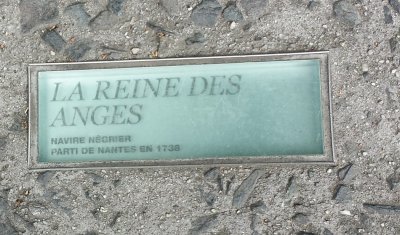 LA REINE DES
ANGES
NAVIRE NÉGRIER
PARTI DE NANTES EN 1738